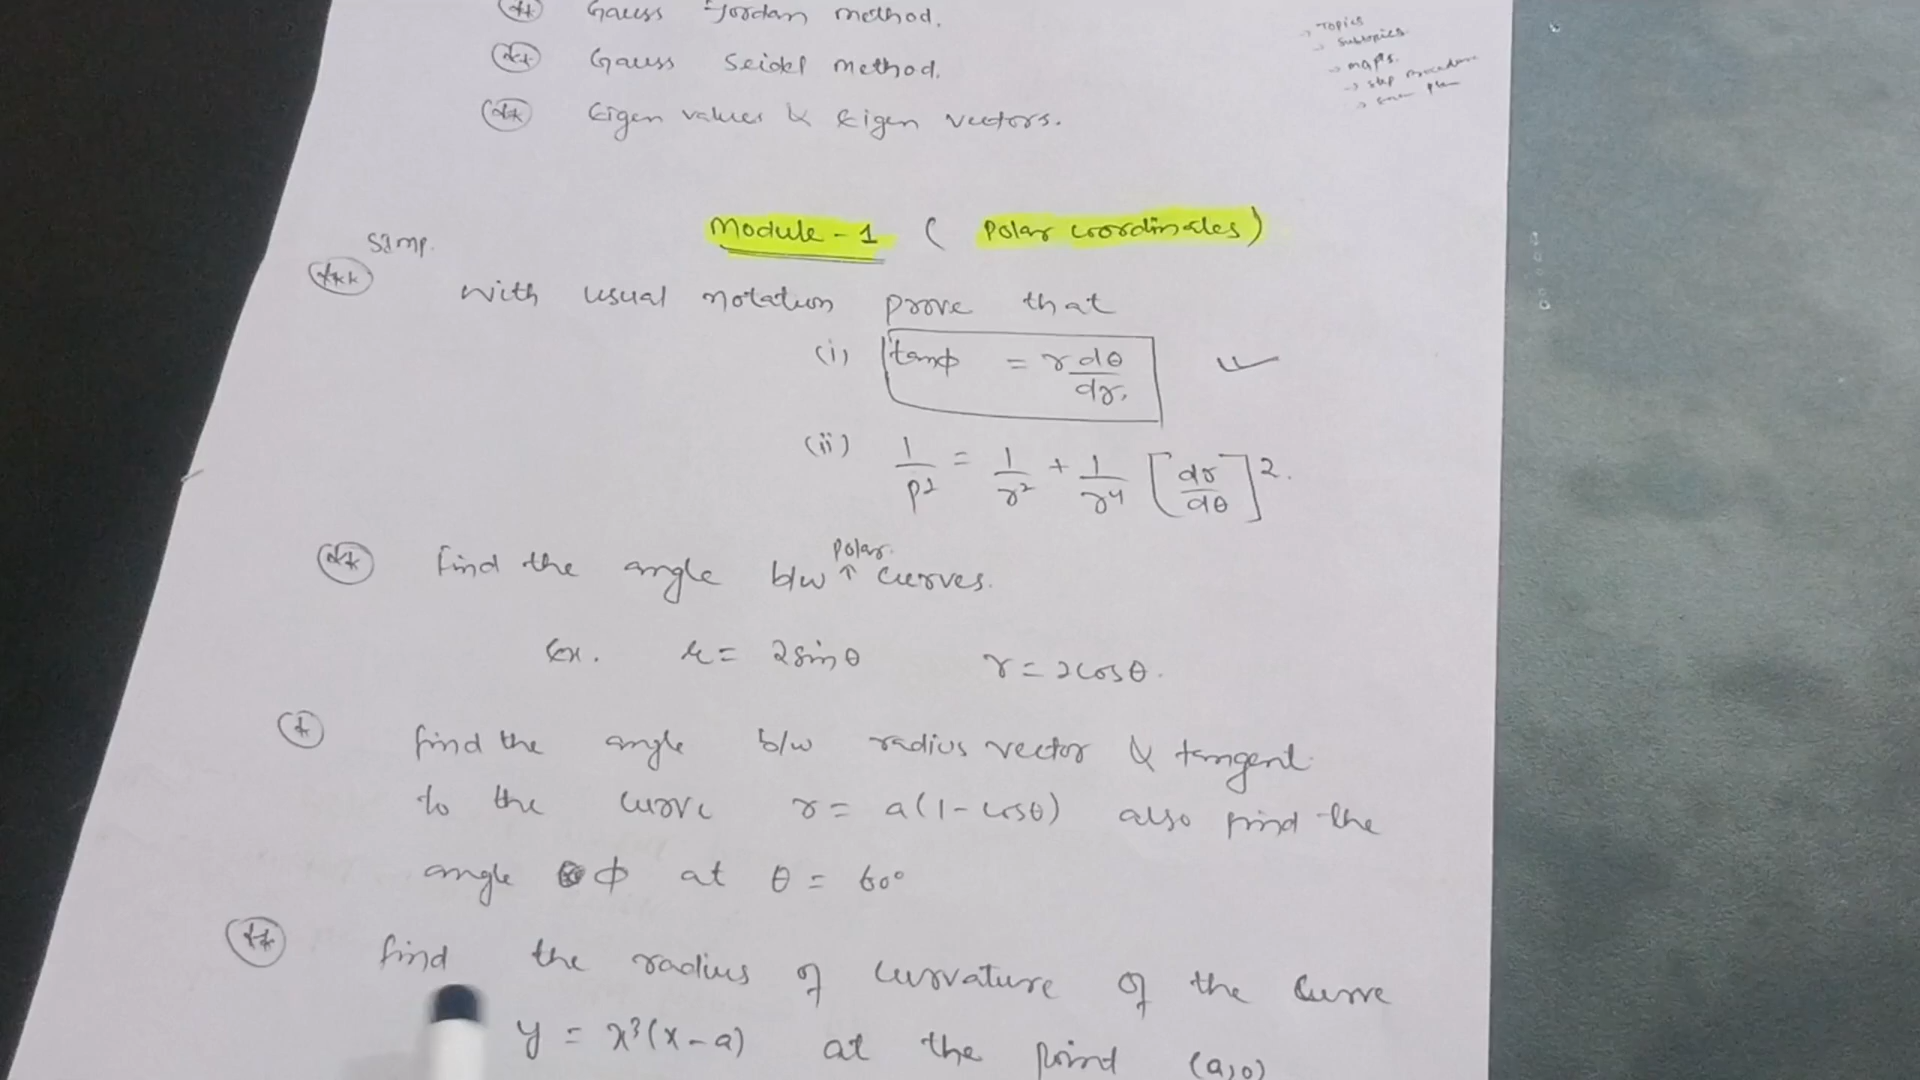 ** Gauss - Jordan method.
** Gauss Seidel method.
** Eigen values & Eigen vectors.
→ Topics
→ Subtopics
→ maps.
→ step procedure
→
Module - 1 ( Polar coordinates)
*** With usual notation prove that
(i) tanϕ = r dθ/dr.
(ii) 1/p² = 1/r² + 1/r⁴ [dr/dθ]².
** find the angle b/w polar curves.
Ex. r = 2sinθ r = 2cosθ.
* find the angle b/w radius vector & tangent
to the curve r = a(1-cosθ) also find the
angle ϕ at θ = 60°
** find the radius of curvature of the curve
y = x³(x-a) at the point (a,0)